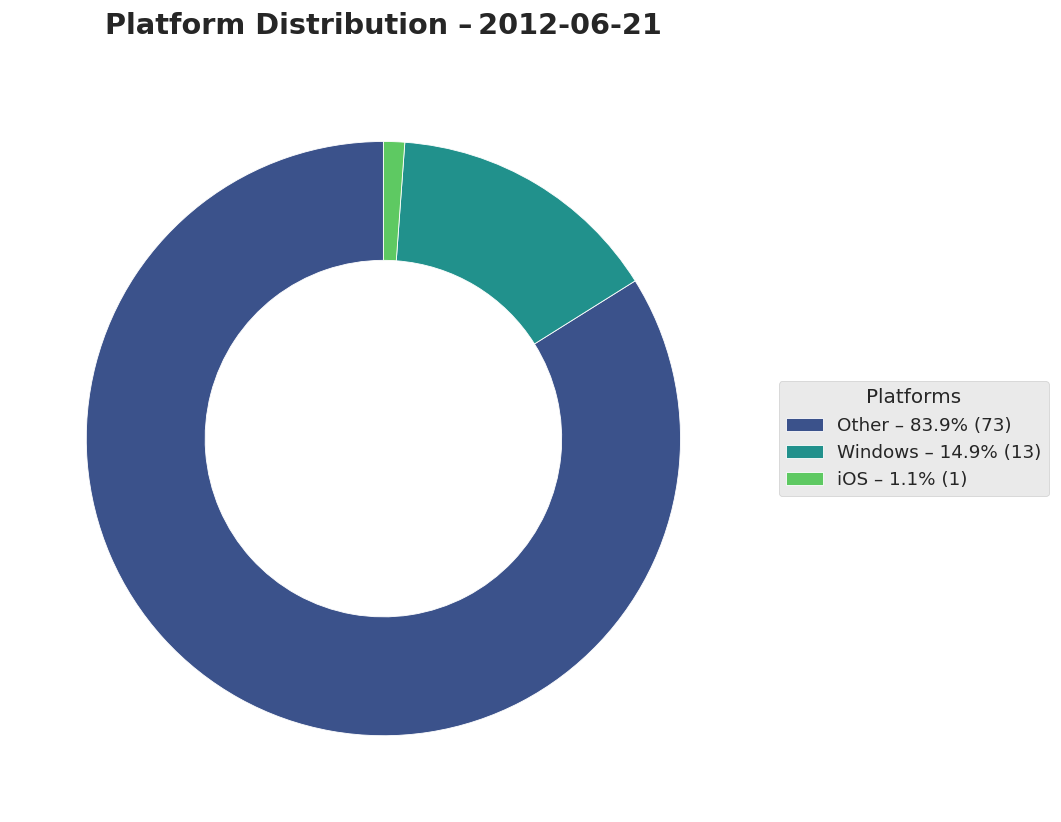 Platform Distribution – 2012-06-21
Platforms
Other – 83.9% (73)
Windows – 14.9% (13)
iOS – 1.1% (1)